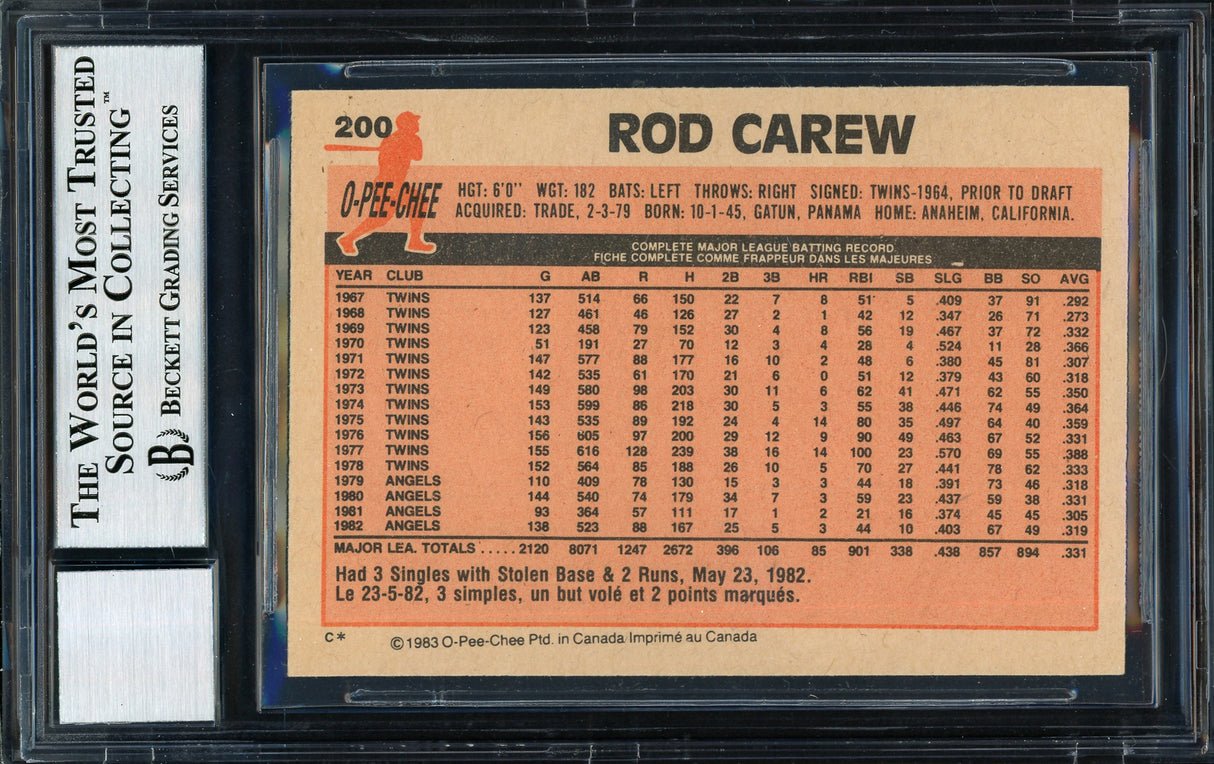 THE WORLD'S MOST TRUSTED
SOURCE IN COLLECTING™
B BECKETT GRADING SERVICES
200
ROD CAREW
O-PEE-CHEE
HGT: 6'0'' WGT: 182 BATS: LEFT THROWS: RIGHT SIGNED: TWINS-1964, PRIOR TO DRAFT
ACQUIRED: TRADE, 2-3-79 BORN: 10-1-45, GATUN, PANAMA HOME: ANAHEIM, CALIFORNIA.
COMPLETE MAJOR LEAGUE BATTING RECORD
FICHE COMPLETE COMME FRAPPEUR DANS LES MAJEURES
YEAR CLUB G AB R H 2B 3B HR RBI SB SLG BB SO AVG
1967 TWINS 137 514 66 150 22 7 8 51 5 .409 37 91 .292
1968 TWINS 127 461 46 126 27 2 1 42 12 .347 26 71 .273
1969 TWINS 123 458 79 152 30 4 8 56 19 .467 37 72 .332
1970 TWINS 51 191 27 70 12 3 4 28 4 .524 11 28 .366
1971 TWINS 147 577 88 177 16 10 2 48 6 .380 45 81 .307
1972 TWINS 142 535 61 170 21 6 0 51 12 .379 43 60 .318
1973 TWINS 149 580 98 203 30 11 6 62 41 .471 62 55 .350
1974 TWINS 153 599 86 218 30 5 3 55 38 .446 74 49 .364
1975 TWINS 143 535 89 192 24 4 14 80 35 .497 64 40 .359
1976 TWINS 156 605 97 200 29 12 9 90 49 .463 67 52 .331
1977 TWINS 155 616 128 239 38 16 14 100 23 .570 69 55 .388
1978 TWINS 152 564 85 188 26 10 5 70 27 .441 78 62 .333
1979 ANGELS 110 409 78 130 15 3 3 44 18 .391 73 46 .318
1980 ANGELS 144 540 74 179 34 7 3 59 23 .437 59 38 .331
1981 ANGELS 93 364 57 111 17 1 2 21 16 .374 45 45 .305
1982 ANGELS 138 523 88 167 25 5 3 44 10 .403 67 49 .319
MAJOR LEA. TOTALS ..... 2120 8071 1247 2672 396 106 85 901 338 .438 857 894 .331
Had 3 Singles with Stolen Base & 2 Runs, May 23, 1982.
Le 23-5-82, 3 simples, un but volé et 2 points marqués.
C* ©1983 O-Pee-Chee Ptd. in Canada/Imprimé au Canada